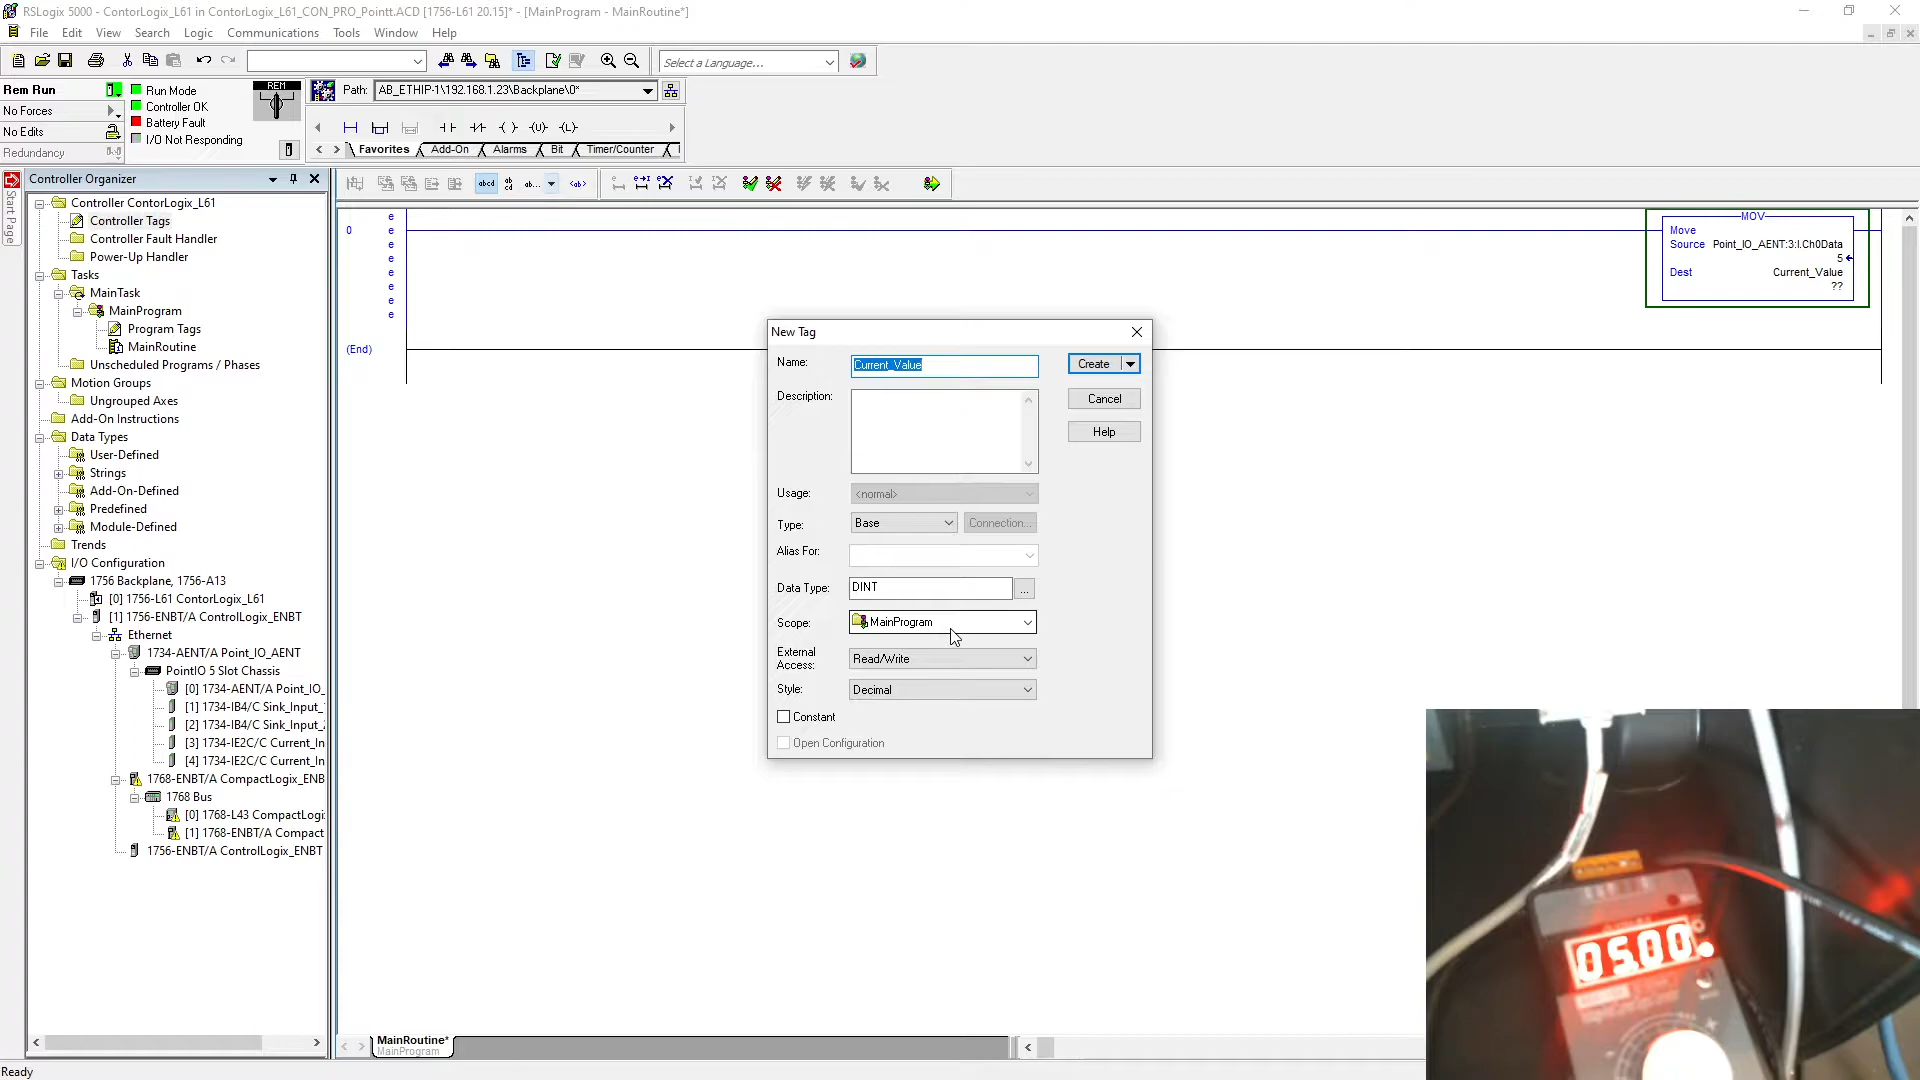 RSLogix 5000 - ContorLogix_L61 in ContorLogix_L61_CON_PRO_Pointt.ACD [1756-L61 20.15]* - [MainProgram - MainRoutine*]
File Edit View Search Logic Communications Tools Window Help
Select a Language...
Rem Run
No Forces
No Edits
Redundancy
Run Mode
Controller OK
Battery Fault
I/O Not Responding
REM
Path: AB_ETHIP-1\192.168.1.23\Backplane\0*
Favorites Add-On Alarms Bit Timer/Counter
Start Page
Controller Organizer
Controller ContorLogix_L61
Controller Tags
Controller Fault Handler
Power-Up Handler
Tasks
MainTask
MainProgram
Program Tags
MainRoutine
Unscheduled Programs / Phases
Motion Groups
Ungrouped Axes
Add-On Instructions
Data Types
User-Defined
Strings
Add-On-Defined
Predefined
Module-Defined
Trends
I/O Configuration
1756 Backplane, 1756-A13
[0] 1756-L61 ContorLogix_L61
[1] 1756-ENBT/A ControlLogix_ENBT
Ethernet
1734-AENT/A Point_IO_AENT
PointIO 5 Slot Chassis
[0] 1734-AENT/A Point_IO_
[1] 1734-IB4/C Sink_Input_
[2] 1734-IB4/C Sink_Input_
[3] 1734-IE2C/C Current_In
[4] 1734-IE2C/C Current_In
1768-ENBT/A CompactLogix_ENB
1768 Bus
[0] 1768-L43 CompactLogi
[1] 1768-ENBT/A Compact
1756-ENBT/A ControlLogix_ENBT
abcd
ab cd
ab...
<ab>
0
e
e
e
e
e
e
e
e
(End)
MOV
Move
Source Point_IO_AENT:3:I.Ch0Data
5
Dest Current_Value
??
New Tag
Name: Current_Value
Create
Description:
Cancel
Help
Usage: <normal>
Type: Base
Connection...
Alias For:
Data Type: DINT
...
Scope: MainProgram
External Access: Read/Write
Style: Decimal
Constant
Open Configuration
05.00
MainRoutine*
MainProgram
Ready